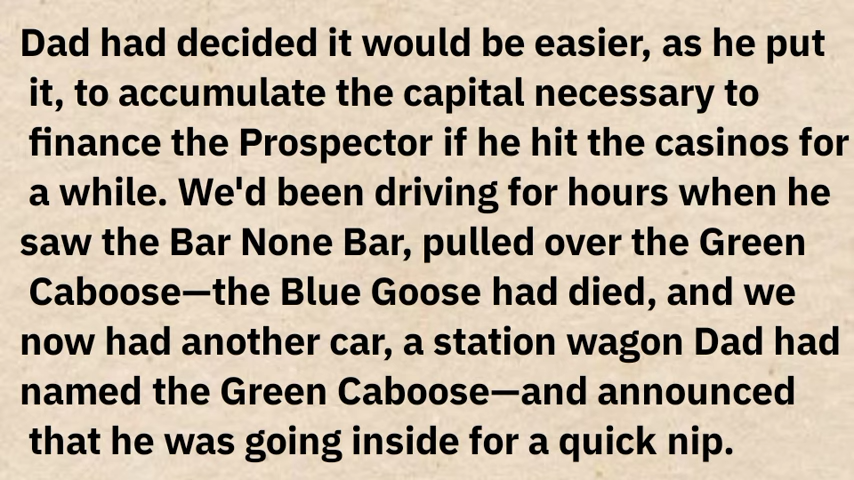 Dad had decided it would be easier, as he put
it, to accumulate the capital necessary to
finance the Prospector if he hit the casinos for
a while. We'd been driving for hours when he
saw the Bar None Bar, pulled over the Green
Caboose—the Blue Goose had died, and we
now had another car, a station wagon Dad had
named the Green Caboose—and announced
that he was going inside for a quick nip.